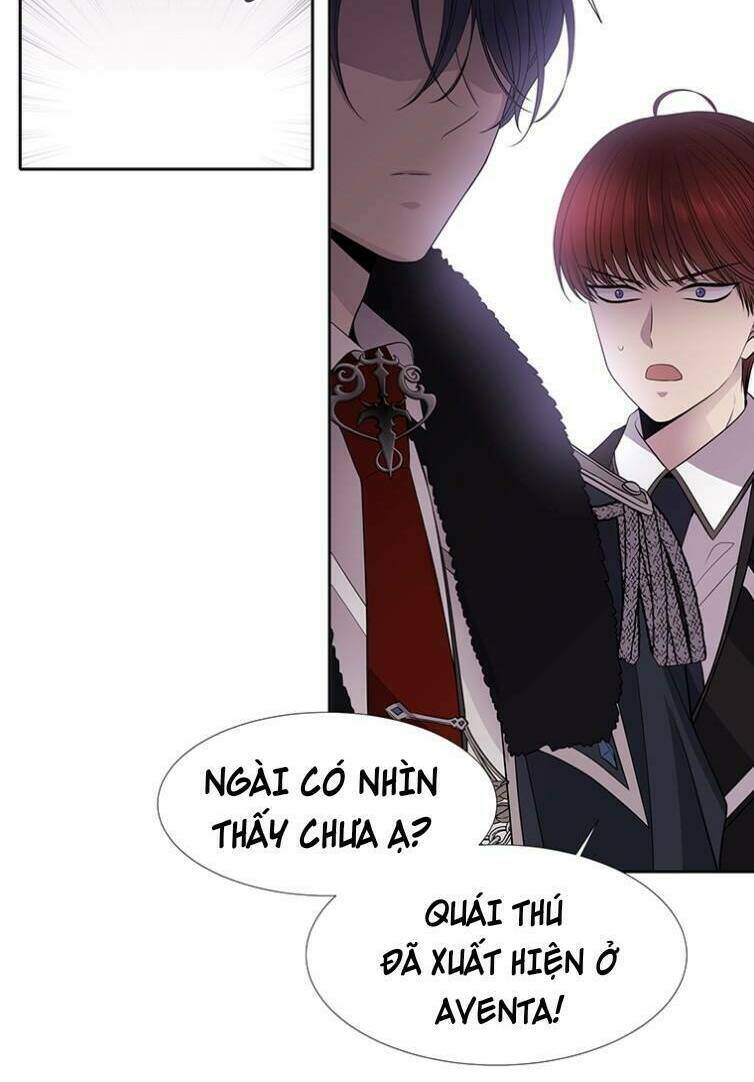 NGÀI CÓ NHÌN
THẤY CHƯA Ạ?
QUÁI THÚ
ĐÃ XUẤT HIỆN Ở
AVENTA!